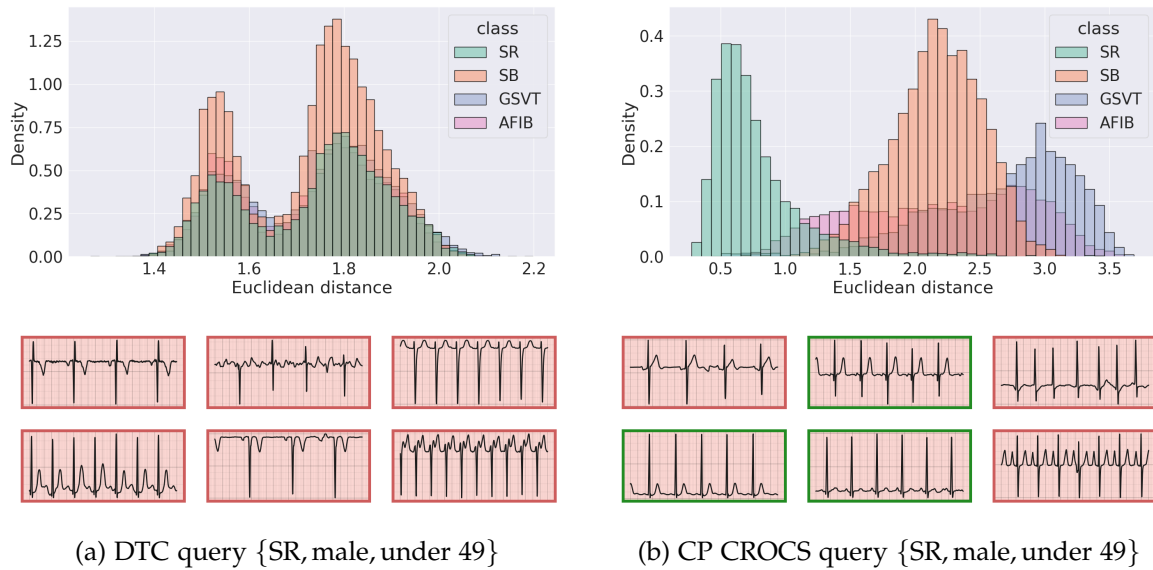 class
SR
SB
GSVT
AFIB
1.25
1.00
0.75
0.50
0.25
0.00
Density
1.4 1.6 1.8 2.0 2.2
Euclidean distance
class
SR
SB
GSVT
AFIB
0.4
0.3
0.2
0.1
0.0
Density
0.5 1.0 1.5 2.0 2.5 3.0 3.5
Euclidean distance
(a) DTC query {SR, male, under 49}
(b) CP CROCS query {SR, male, under 49}